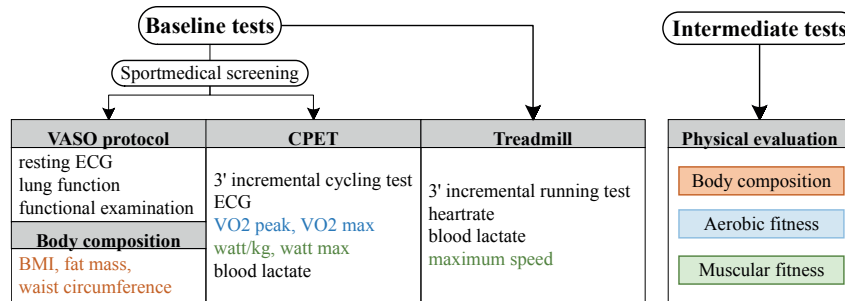 Baseline tests
Intermediate tests
Sportmedical screening
VASO protocol
resting ECG
lung function
functional examination
Body composition
BMI, fat mass,
waist circumference
CPET
3' incremental cycling test
ECG
VO2 peak, VO2 max
watt/kg, watt max
blood lactate
Treadmill
3' incremental running test
heartrate
blood lactate
maximum speed
Physical evaluation
Body composition
Aerobic fitness
Muscular fitness